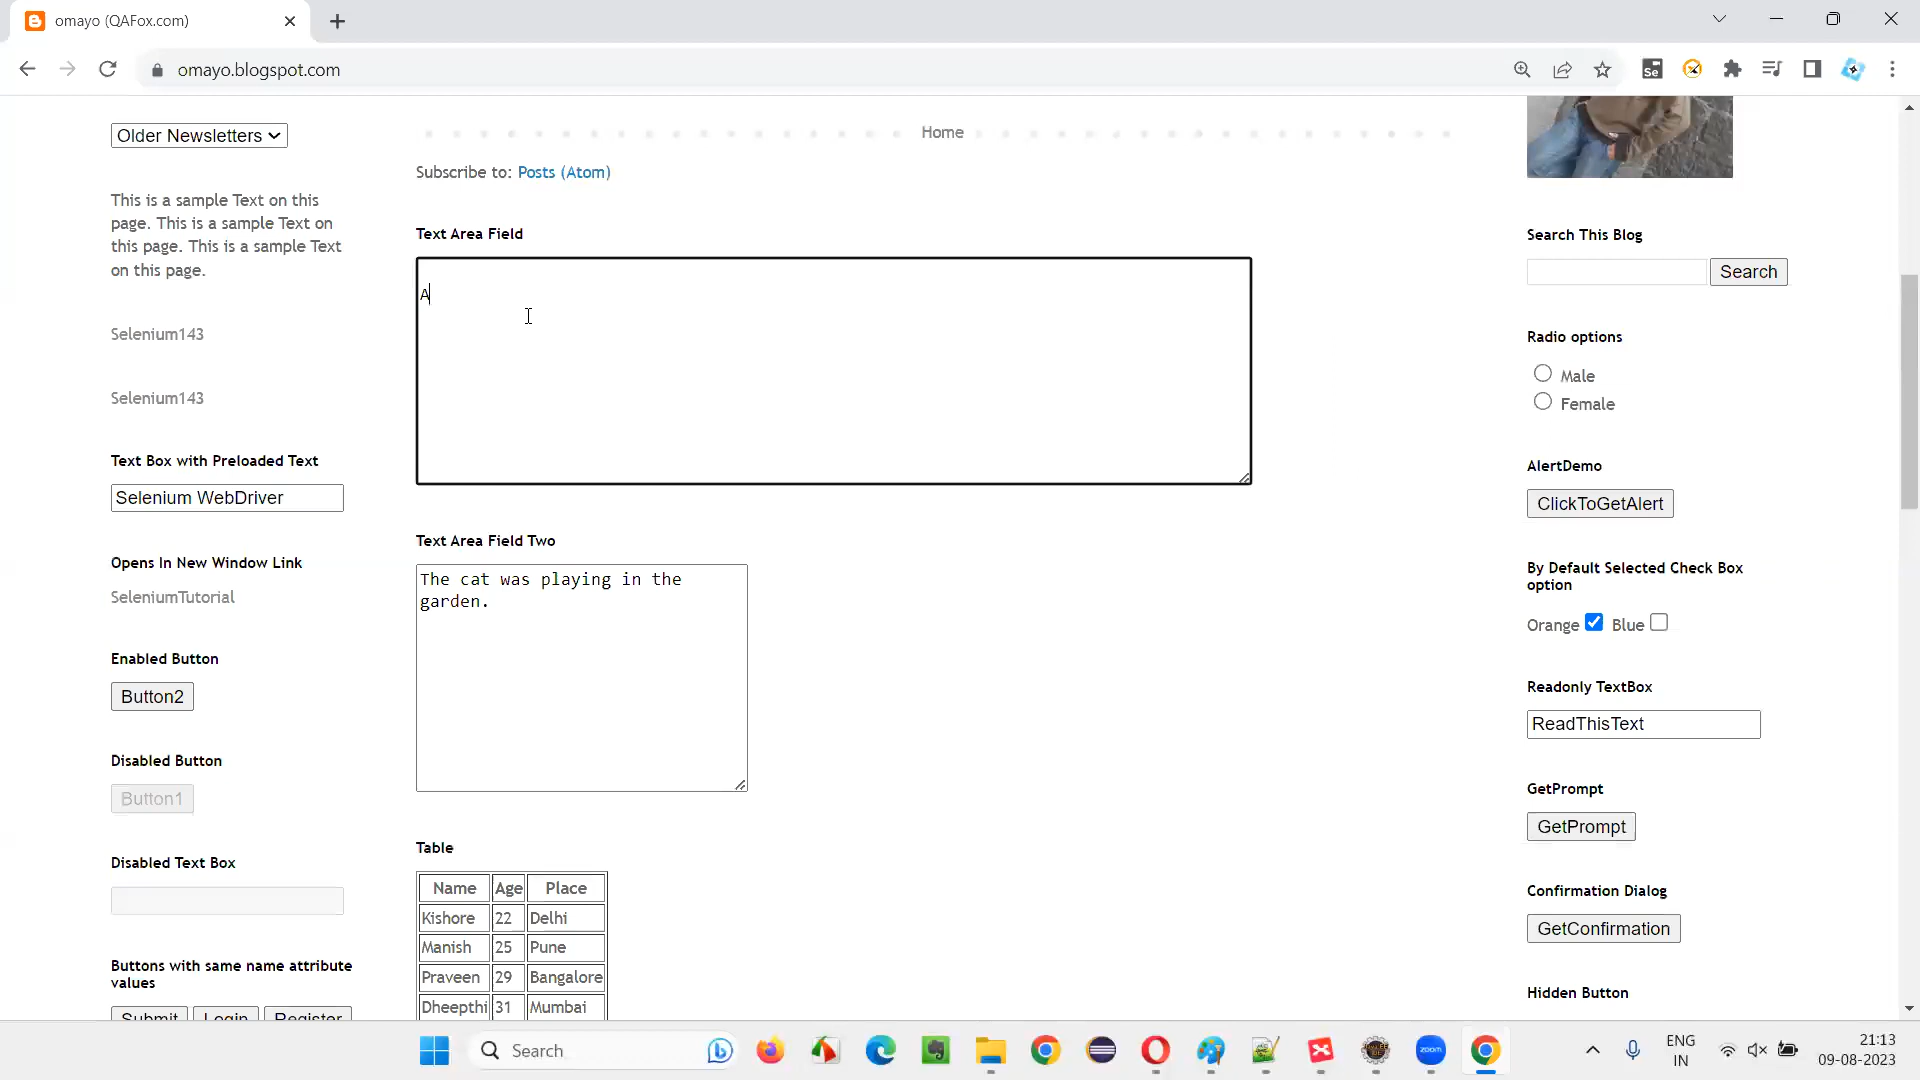 omayo (QAFox.com)
omayo.blogspot.com
Older Newsletters
This is a sample Text on this
page. This is a sample Text on
this page. This is a sample Text
on this page.
Selenium143
Selenium143
Text Box with Preloaded Text
Selenium WebDriver
Opens In New Window Link
SeleniumTutorial
Enabled Button
Button2
Disabled Button
Button1
Disabled Text Box
Buttons with same name attribute
values
Submit Login Register
Home
Subscribe to: Posts (Atom)
Text Area Field
A
Text Area Field Two
The cat was playing in the
garden.
Table
Name Age Place
Kishore 22 Delhi
Manish 25 Pune
Praveen 29 Bangalore
Dheepthi 31 Mumbai
Search This Blog
Search
Radio options
Male
Female
AlertDemo
ClickToGetAlert
By Default Selected Check Box
option
Orange Blue
Readonly TextBox
ReadThisText
GetPrompt
GetPrompt
Confirmation Dialog
GetConfirmation
Hidden Button
Search
zoom
ENG
IN
21:13
09-08-2023